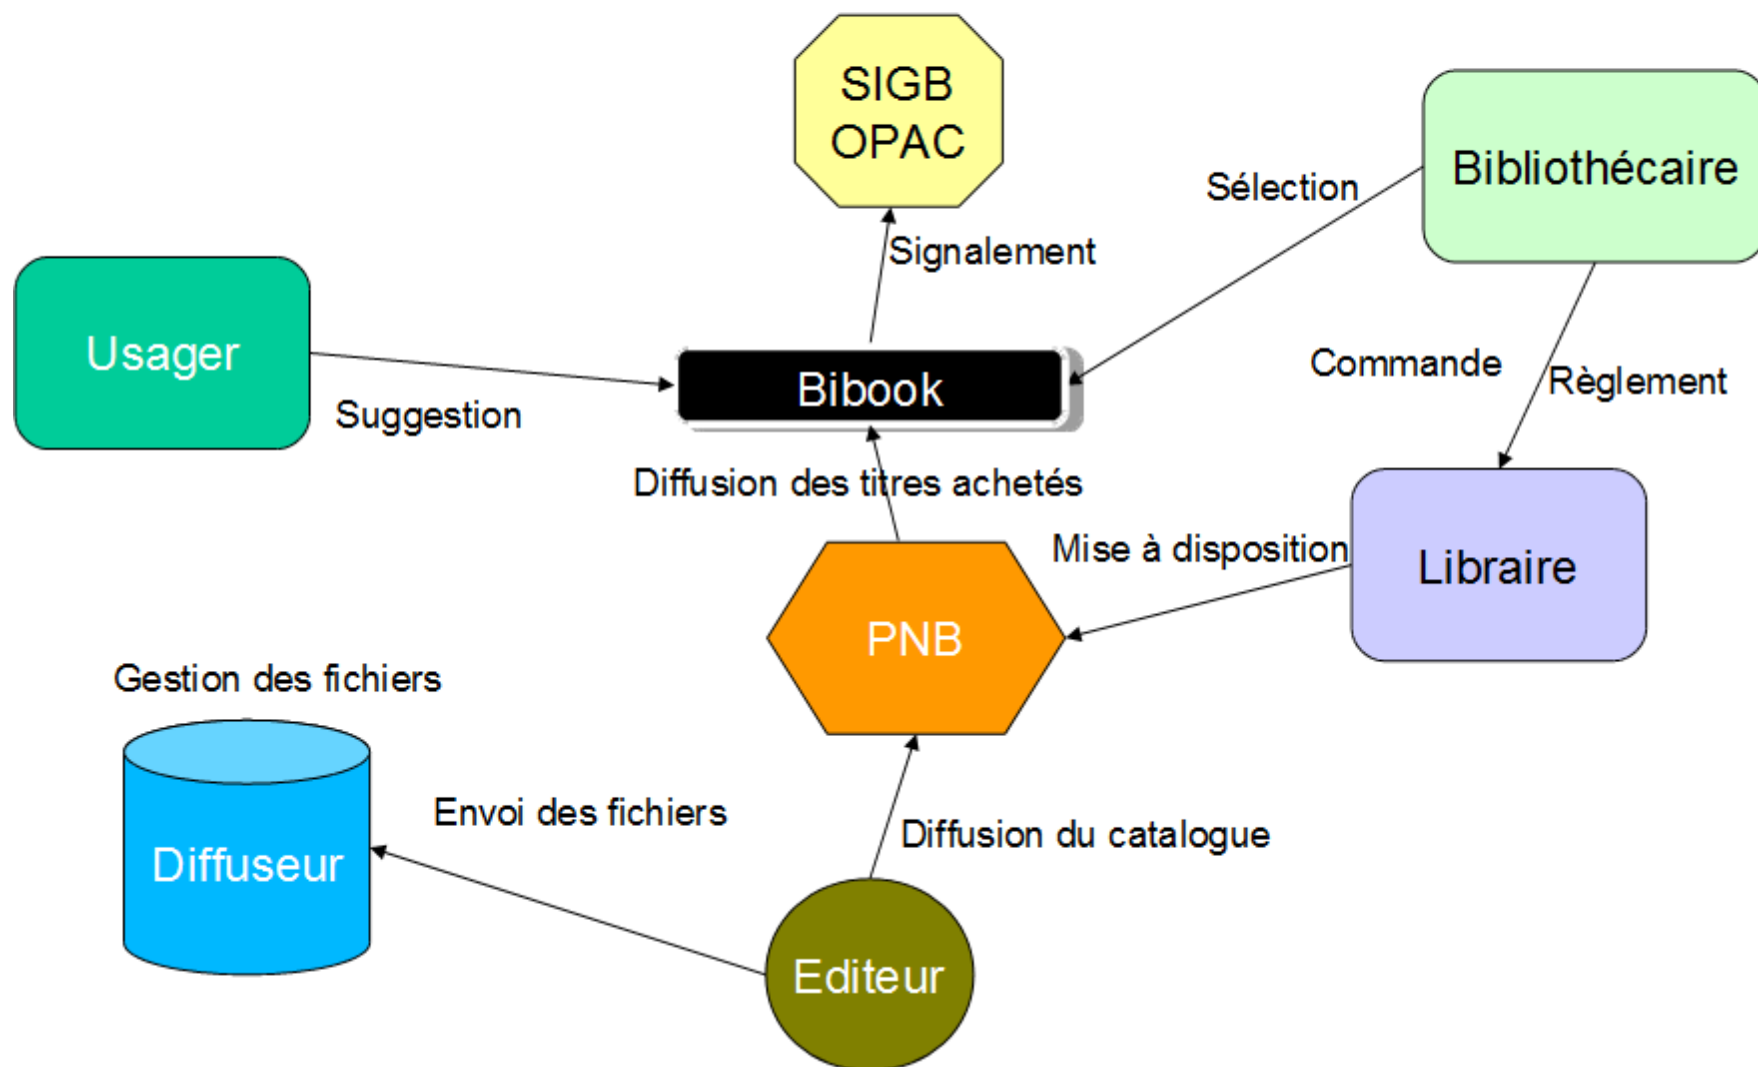 SIGB
OPAC
Bibliothécaire
Sélection
Signalement
Usager
Commande
Règlement
Bibook
Suggestion
Diffusion des titres achetés
Mise à disposition
Libraire
PNB
Gestion des fichiers
Envoi des fichiers
Diffusion du catalogue
Diffuseur
Editeur